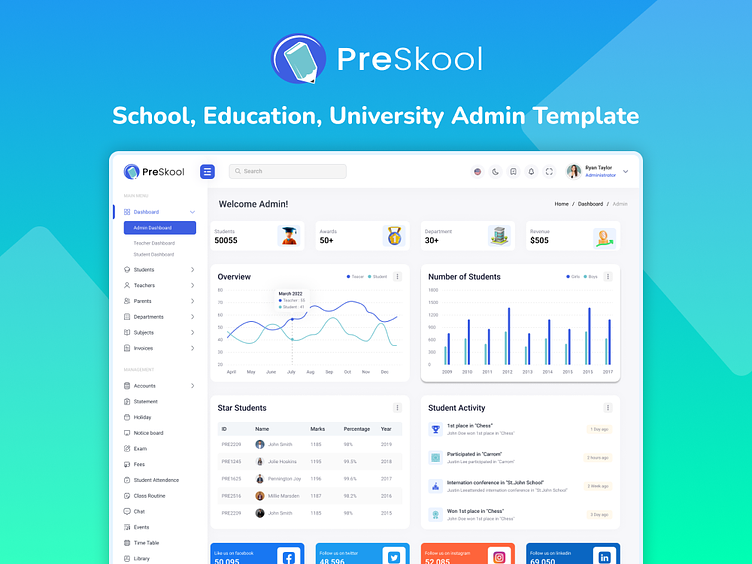 PreSkool
School, Education, University Admin Template
PreSkool
Search
Ryan Taylor
Administrator
MAIN MENU
Dashboard
Admin Dashboard
Teacher Dashboard
Student Dashboard
Students
Teachers
Parents
Departments
Subjects
Invoices
MANAGEMENT
Accounts
Statement
Holiday
Notice board
Exam
Fees
Student Attendence
Class Routine
Chat
Events
Time Table
Library
Welcome Admin!
Home / Dashboard / Admin
Students
50055
Awards
50+
Department
30+
Revenue
$505
Overview
Student
March 2022
80
70
60
50
40
30
20
April May June July Aug Sep Oct Nov Dec
Number of Students
Girls Boys
1800
1500
1200
900
600
300
0
2009 2010 2011 2012 2013 2014 2015 2016 2017
Star Students
ID Name Marks Percentage Year
PRE2209 John Smith 1185 98% 2019
PRE1245 Julie Hoskins 1195 99.5% 2018
PRE1625 Pennington Joy 1196 99.6% 2017
PRE2516 Millie Marsden 1187 98.2% 2016
PRE2209 John Smith 1185 98% 2015
Student Activity
1st place in "Chess"
John Doe won 1st place in "Chess"
1 Day ago
Participated in "Carrom"
Justin Lee participated in "Carrom"
2 hours ago
Internation conference in "St.John School"
Justin Leeattended internation conference in "St.John School"
2 Week ago
Won 1st place in "Chess"
John Doe won 1st place in "Chess"
3 Day ago
Like us on facebook
50,095
Follow us on twitter
48,596
Follow us on instagram
52,085
Follow us on linkedin
69,050